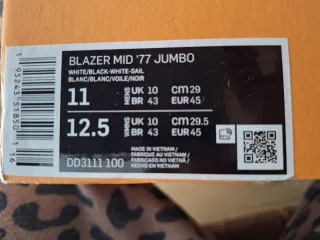 BLAZER MID '77 JUMBO
WHITE/BLACK-WHITE-SAIL
BLANC/BLANC/VOILE/NOIR
11 MENS UK 10 CM 29
BR 43 EUR 45
12.5 WMNS UK 10 CM 29.5
BR 43 EUR 45
DD3111 100
MADE IN VIETNAM /
FABRIQUÉ AU VIETNAM /
FABRICADO NO VIETNÃ /
HECHO EN VIETNAM